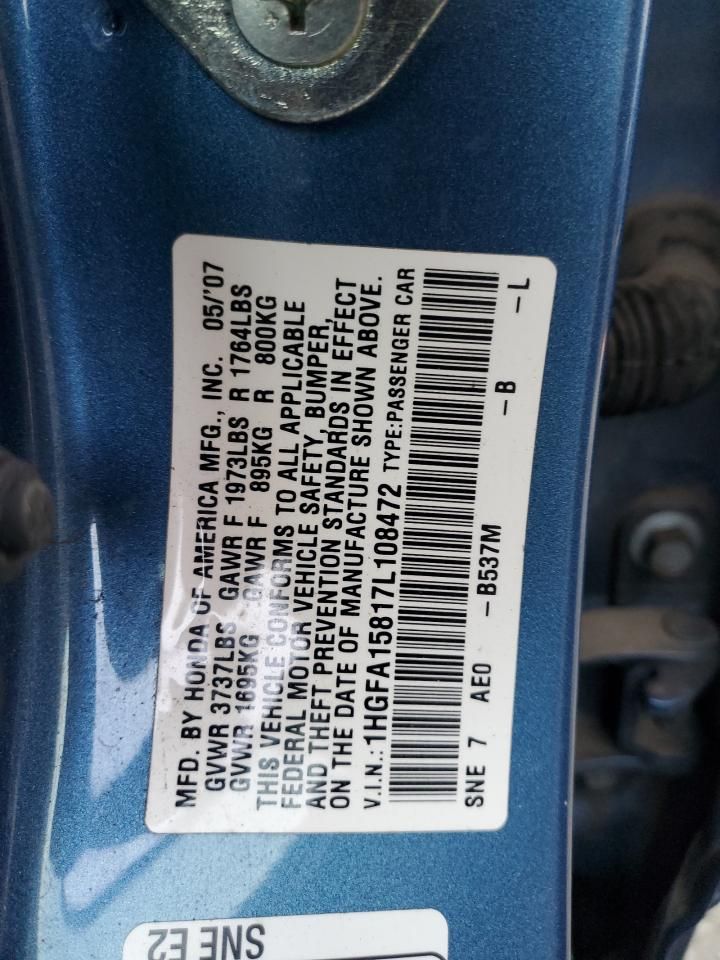 MFD. BY HONDA OF AMERICA MFG., INC. 05/'07
GVWR 3737LBS GAWR F 1973LBS R 1764LBS
GVWR 1695KG GAWR F 895KG R 800KG
THIS VEHICLE CONFORMS TO ALL APPLICABLE
FEDERAL MOTOR VEHICLE SAFETY, BUMPER,
AND THEFT PREVENTION STANDARDS IN EFFECT
ON THE DATE OF MANUFACTURE SHOWN ABOVE.
V.I.N.: 1HGFA15817L108472 TYPE:PASSENGER CAR
SNE 7 AE0 -B537M -B -L
SNE E2